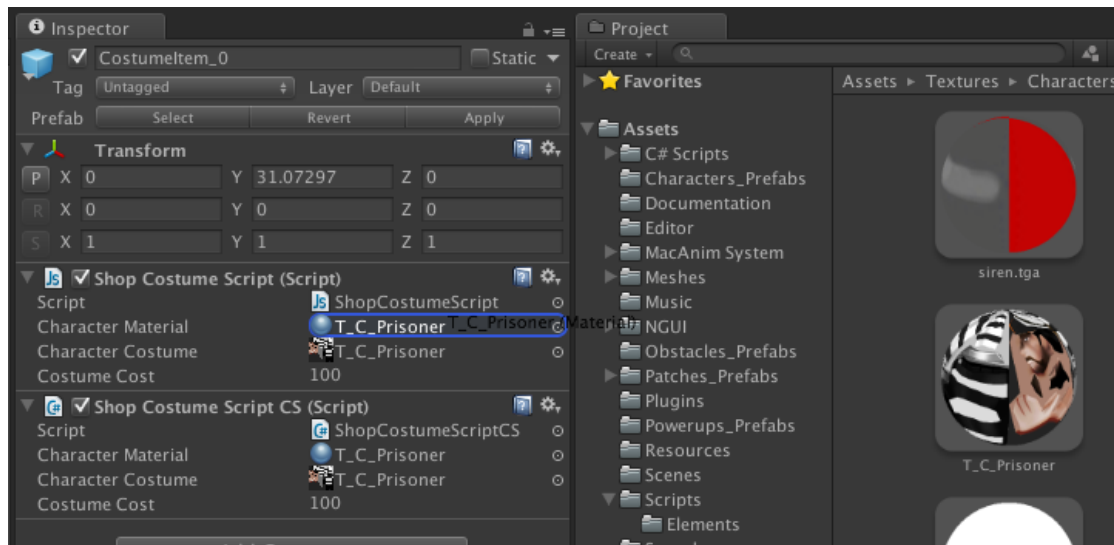 Inspector
CostumeItem_0 Static
Tag Untagged Layer Default
Prefab Select Revert Apply
Transform
P X 0 Y 31.07297 Z 0
R X 0 Y 0 Z 0
S X 1 Y 1 Z 1
Js Shop Costume Script (Script)
Script Js ShopCostumeScript
Character Material T_C_Prisoner T_C_Prisoner (Material)
Character Costume T_C_Prisoner
Costume Cost 100
C# Shop Costume Script CS (Script)
Script C# ShopCostumeScriptCS
Character Material T_C_Prisoner
Character Costume T_C_Prisoner
Costume Cost 100
Project
Create
Favorites
Assets
C# Scripts
Characters_Prefabs
Documentation
Editor
MacAnim System
Meshes
Music
NGUI
Obstacles_Prefabs
Patches_Prefabs
Plugins
Powerups_Prefabs
Resources
Scenes
Scripts
Elements
Assets ▸ Textures ▸ Characters
siren.tga
T_C_Prisoner